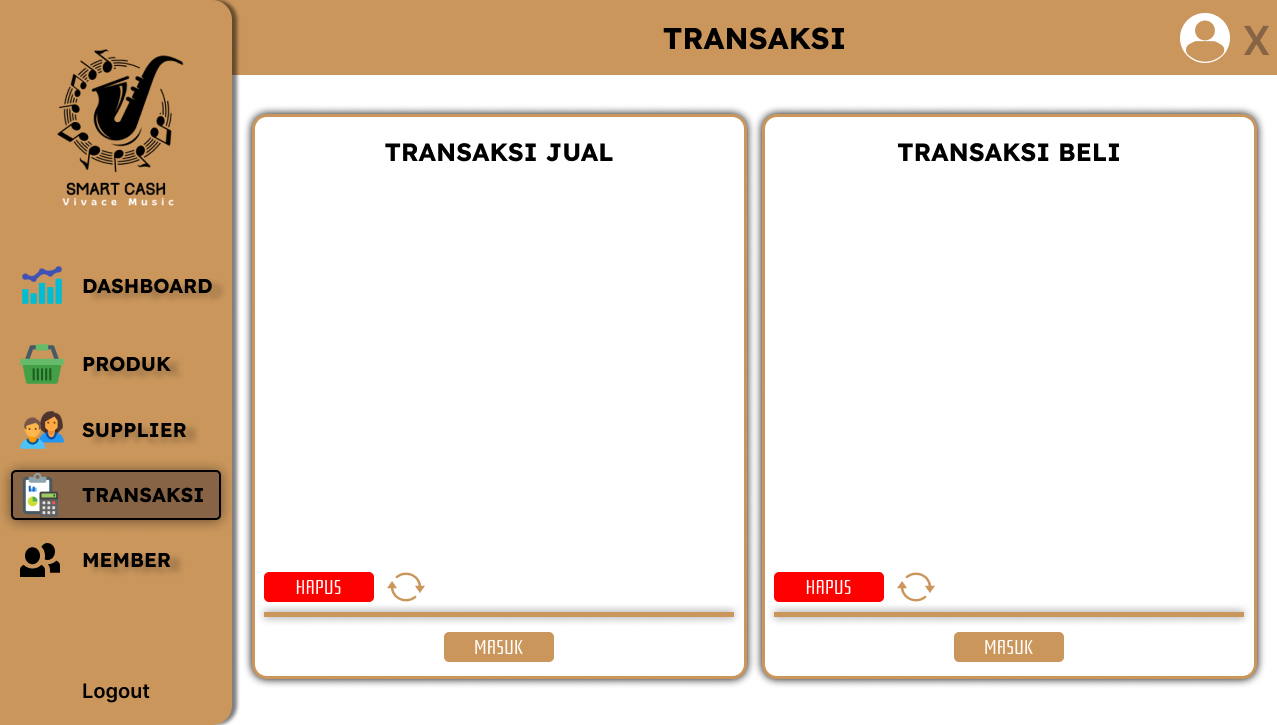 SMART CASH
Vivace Music
DASHBOARD
PRODUK
SUPPLIER
TRANSAKSI
MEMBER
Logout
TRANSAKSI
X
TRANSAKSI JUAL
HAPUS
MASUK
TRANSAKSI BELI
HAPUS
MASUK